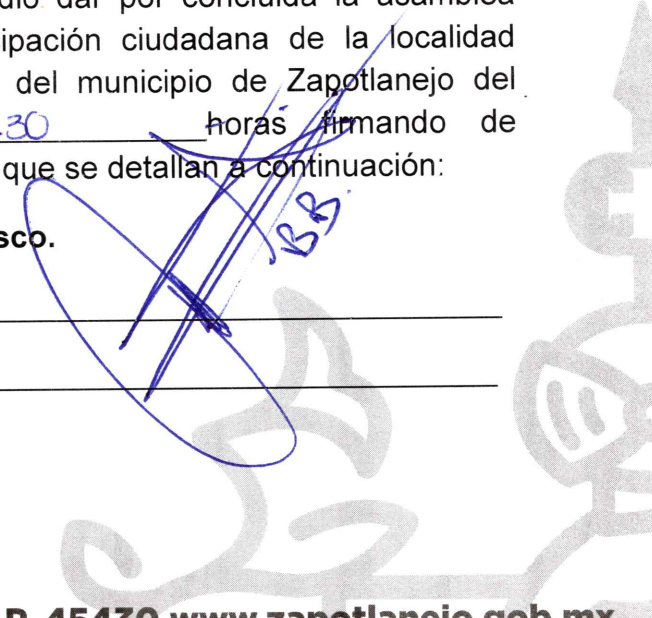 dio dar por concluida la asamblea
ipación ciudadana de la localidad
del municipio de Zapotlanejo del
:30 horas firmando de
que se detallan a continuación:
sco.
BB.
P. 45430 www.zapotlanejo.gob.mx